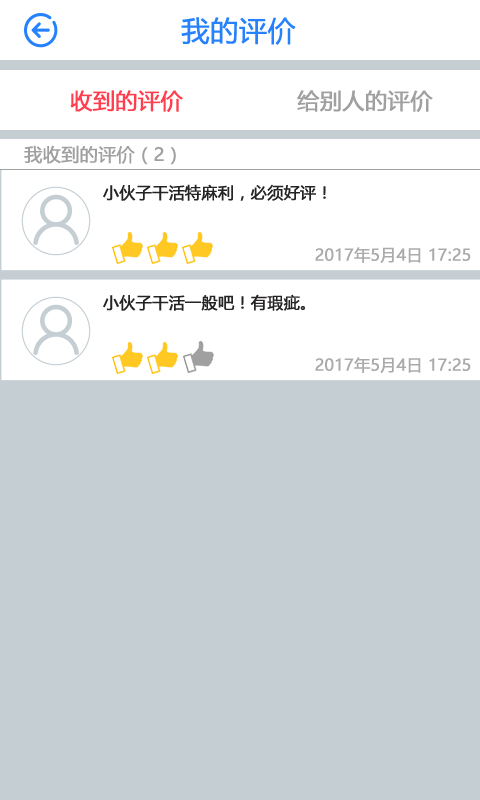 我的评价
收到的评价 给别人的评价
我收到的评价（2）
小伙子干活特麻利，必须好评！
2017年5月4日 17:25
小伙子干活一般吧！有瑕疵。
2017年5月4日 17:25